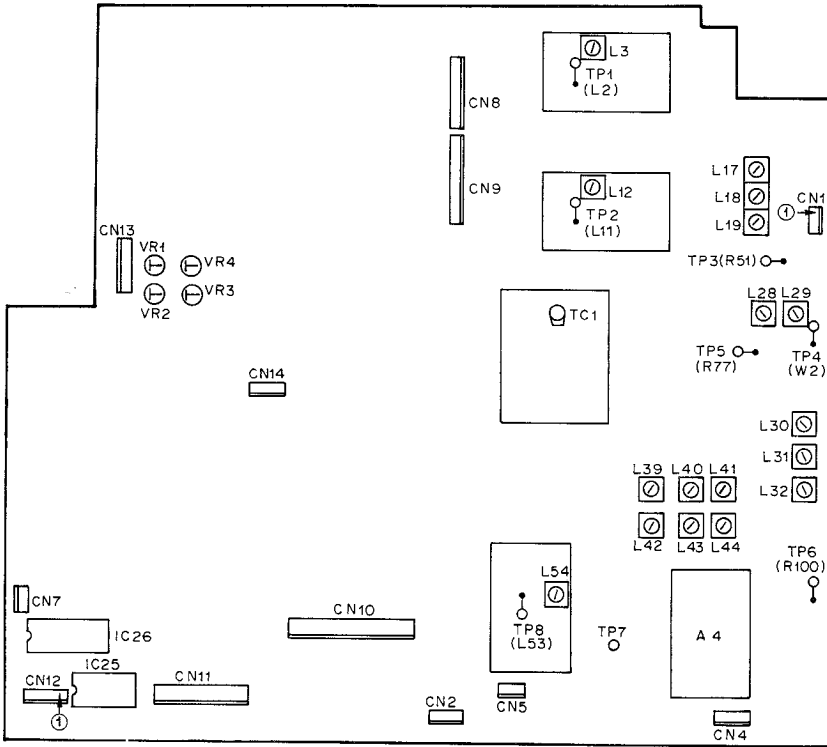 L3
TP1
(L2)
CN8
CN9
L12
TP2
(L11)
L17
L18
L19
CN1
1
TP3(R51)
CN13
VR1
VR4
VR2
VR3
TC1
L28 L29
TP5
(R77)
TP4
(W2)
CN14
L30
L31
L32
L39 L40 L41
L42 L43 L44
TP6
(R100)
L54
TP8
(L53)
TP7
A4
CN7
IC26
CN10
IC25
CN12
CN11
1
CN2
CN5
CN4